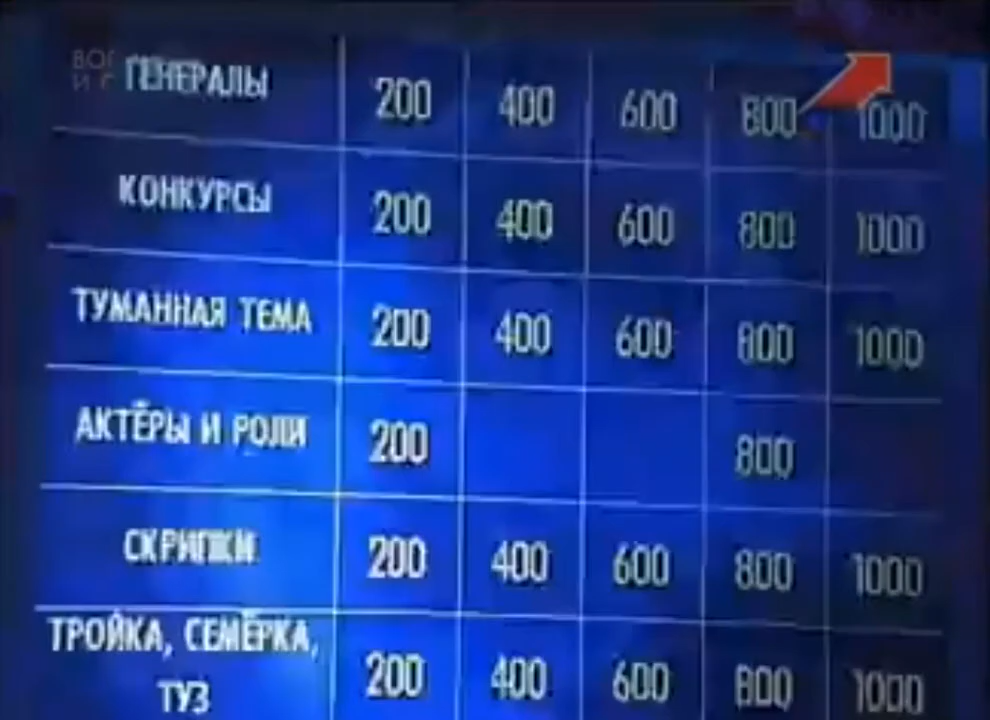 ГЕНЕРАЛЫ 200 400 600 800 1000
КОНКУРСЫ 200 400 600 800 1000
ТУМАННАЯ ТЕМА 200 400 600 800 1000
АКТЁРЫ И РОЛИ 200 800
СКРИПКИ 200 400 600 800 1000
ТРОЙКА, СЕМЁРКА,
ТУЗ 200 400 600 800 1000